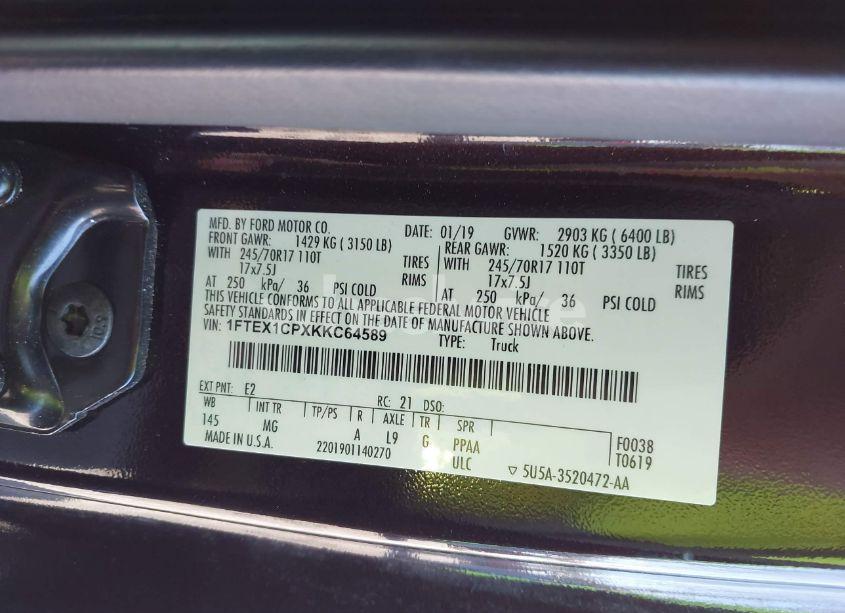 MFD. BY FORD MOTOR CO. DATE: 01/19 GVWR: 2903 KG ( 6400 LB)
FRONT GAWR: 1429 KG ( 3150 LB) REAR GAWR: 1520 KG ( 3350 LB)
WITH 245/70R17 110T TIRES WITH 245/70R17 110T TIRES
17x7.5J RIMS 17x7.5J RIMS
AT 250 kPa/ 36 PSI COLD AT 250 kPa/ 36 PSI COLD
THIS VEHICLE CONFORMS TO ALL APPLICABLE FEDERAL MOTOR VEHICLE
SAFETY STANDARDS IN EFFECT ON THE DATE OF MANUFACTURE SHOWN ABOVE.
VIN: 1FTEX1CPXKKC64589 TYPE: Truck
EXT PNT: E2 RC: 21 DSO:
WB INT TR TP/PS R AXLE TR SPR F0038
145 MG A L9 G PPAA T0619
MADE IN U.S.A. 2201901140270 ULC ▽ 5U5A-3520472-AA